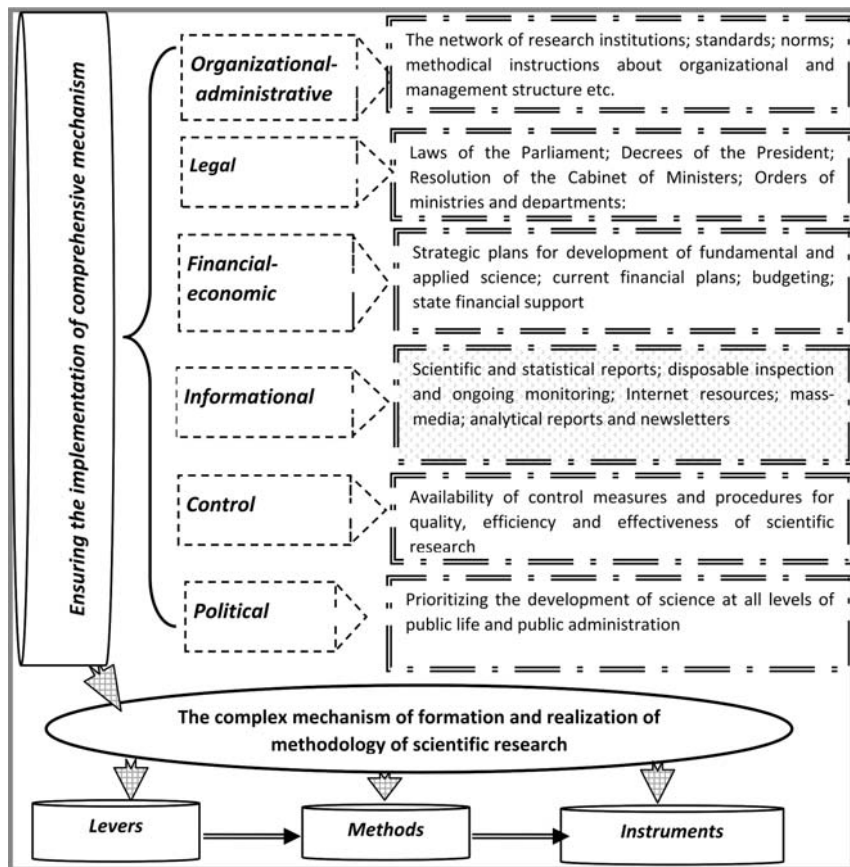 Ensuring the implementation of comprehensive mechanism
Organizational-
administrative
The network of research institutions; standards; norms;
methodical instructions about organizational and
management structure etc.
Legal
Laws of the Parliament; Decrees of the President;
Resolution of the Cabinet of Ministers; Orders of
ministries and departments;
Financial-
economic
Strategic plans for development of fundamental and
applied science; current financial plans; budgeting;
state financial support
Informational
Scientific and statistical reports; disposable inspection
and ongoing monitoring; Internet resources; mass-
media; analytical reports and newsletters
Control
Availability of control measures and procedures for
quality, efficiency and effectiveness of scientific
research
Political
Prioritizing the development of science at all levels of
public life and public administration
The complex mechanism of formation and realization of
methodology of scientific research
Levers
Methods
Instruments